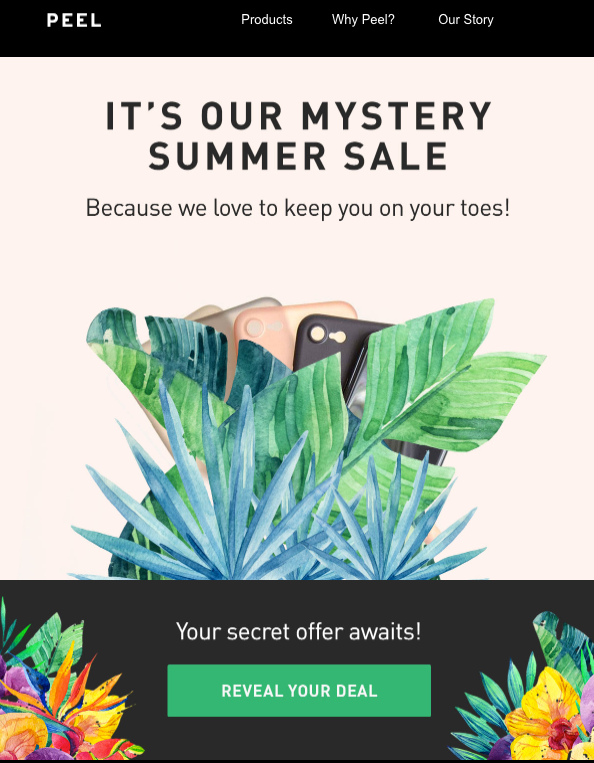 PEEL
Products Why Peel? Our Story
IT’S OUR MYSTERY
SUMMER SALE
Because we love to keep you on your toes!
Your secret offer awaits!
REVEAL YOUR DEAL